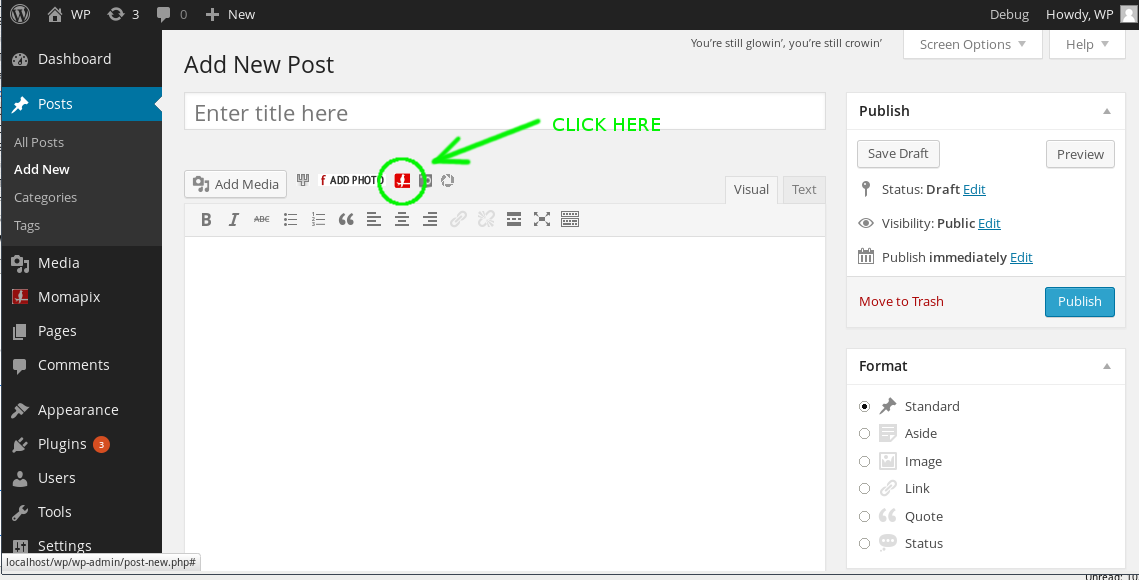 WP 3 0 New Debug Howdy, WP
You're still glowin', you're still crowin' Screen Options Help
Dashboard
Posts
All Posts
Add New
Categories
Tags
Media
Momapix
Pages
Comments
Appearance
Plugins 3
Users
Tools
Settings
localhost/wp/wp-admin/post-new.php#
Add New Post
Enter title here
CLICK HERE
Add Media f ADD PHOTO
Visual Text
B I ABC
Publish
Save Draft Preview
Status: Draft Edit
Visibility: Public Edit
Publish immediately Edit
Move to Trash Publish
Format
Standard
Aside
Image
Link
Quote
Status